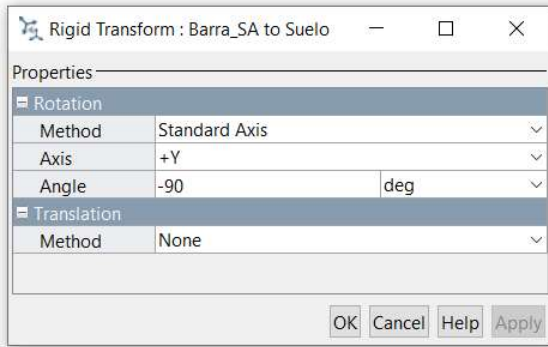 Rigid Transform : Barra_SA to Suelo
Properties
Rotation
Method Standard Axis
Axis +Y
Angle -90 deg
Translation
Method None
OK Cancel Help Apply